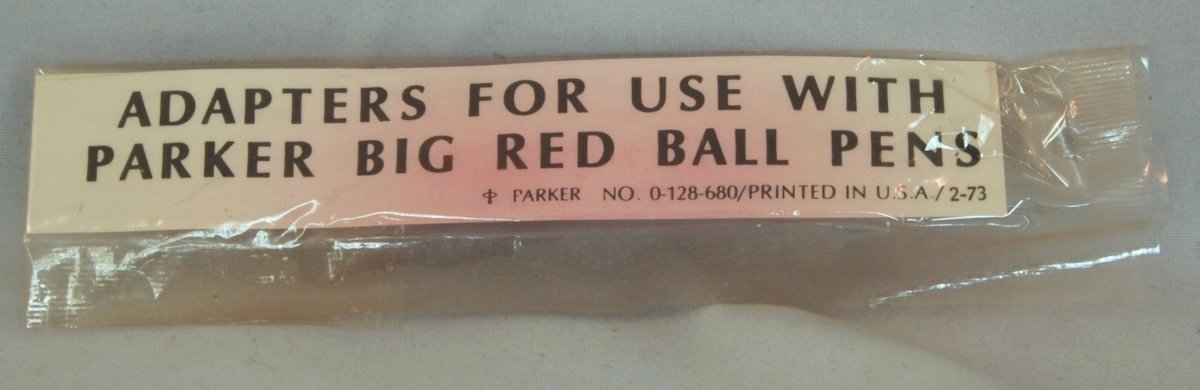 ADAPTERS FOR USE WITH
PARKER BIG RED BALL PENS
PARKER NO. 0-128-680/PRINTED IN U.S.A./2-73